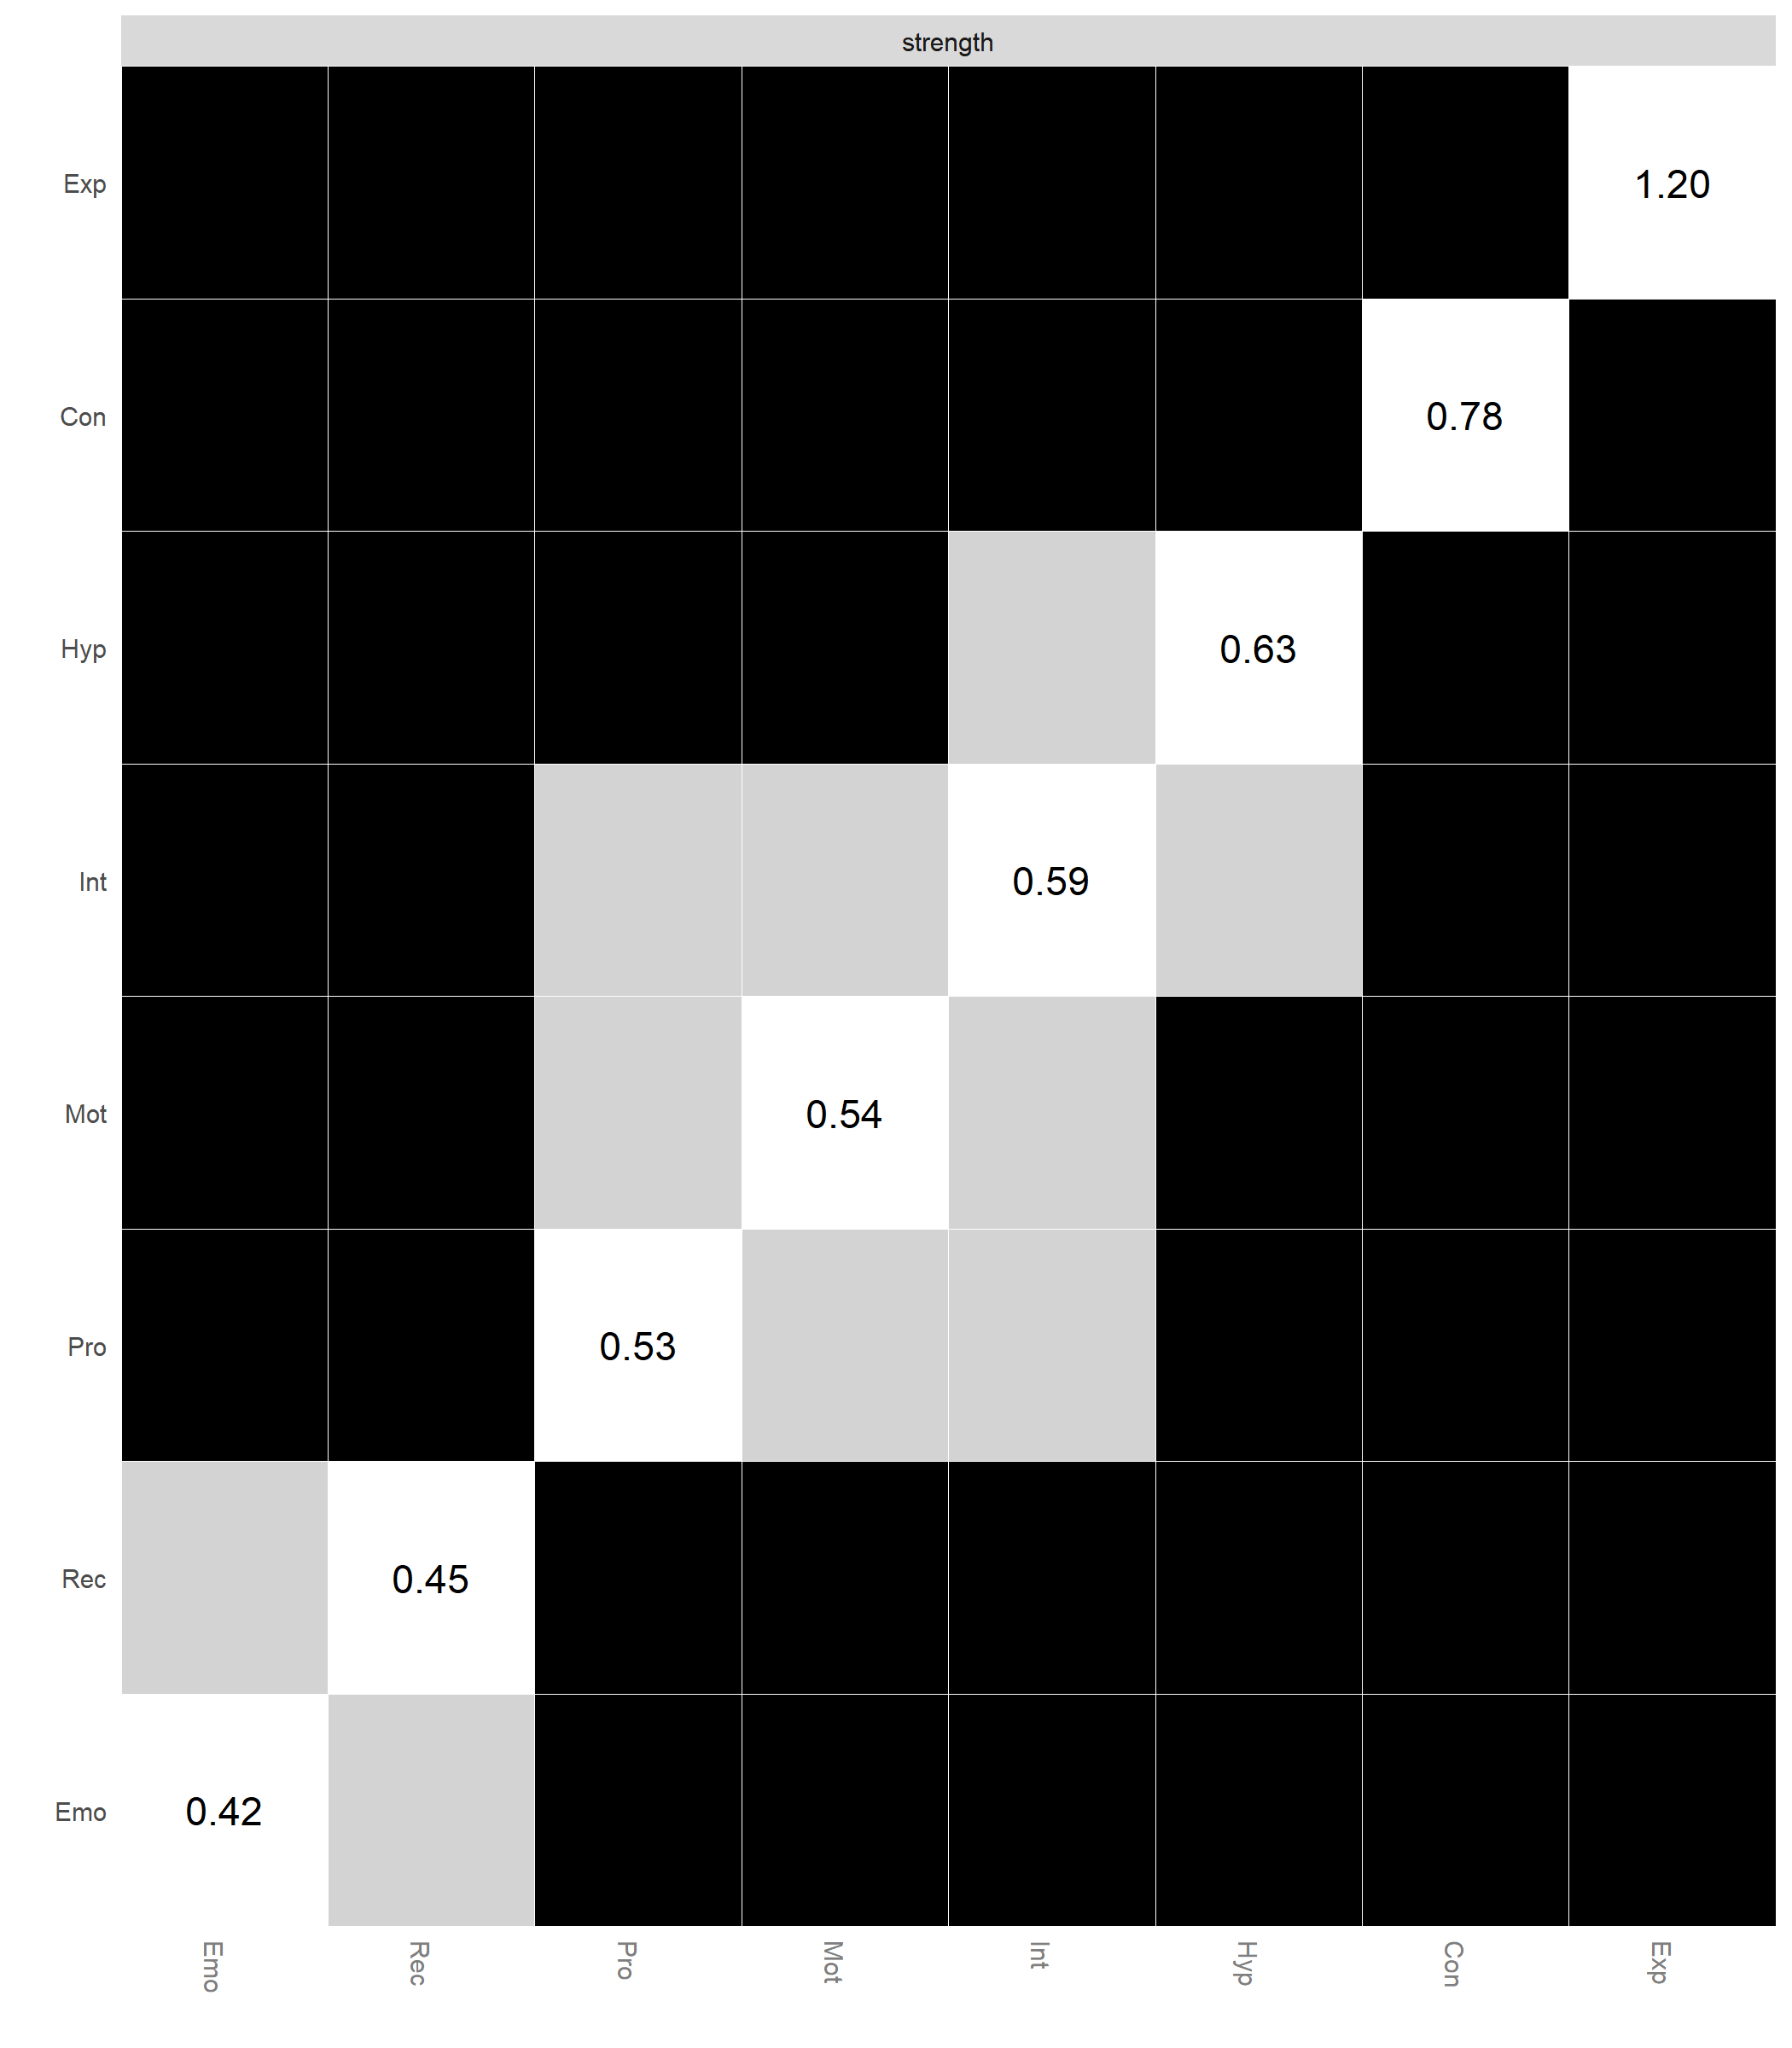 strength
Exp 1.20
Con 0.78
Hyp 0.63
Int 0.59
Mot 0.54
Pro 0.53
Rec 0.45
Emo 0.42
Emo Rec Pro Mot Int Hyp Con Exp